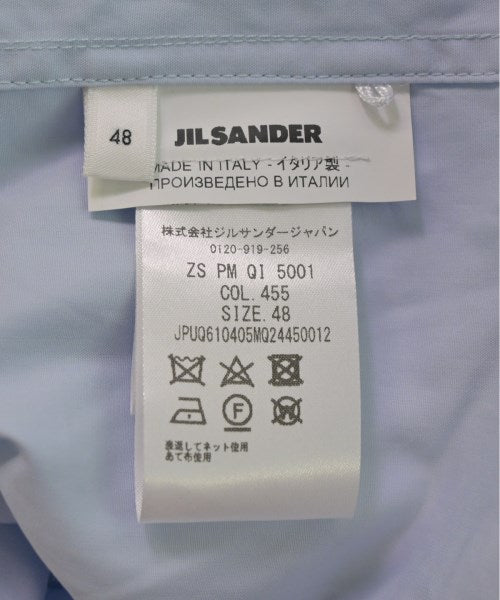 48
JIL SANDER
MADE IN ITALY - イタリア製 -
ПРОИЗВЕДЕНО В ИТАЛИИ
株式会社ジルサンダージャパン
0120-919-256
ZS PM QI 5001
COL. 455
SIZE. 48
JPUQ610405MQ24450012
F
W
裏返してネット使用
あて布使用